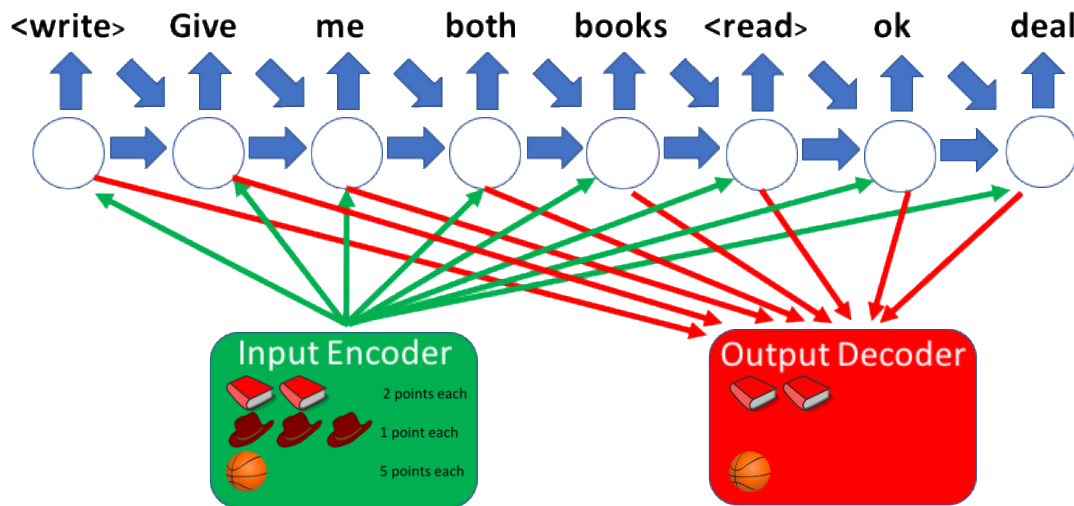 <write> Give me both books <read> ok deal
Input Encoder
2 points each
1 point each
5 points each
Output Decoder